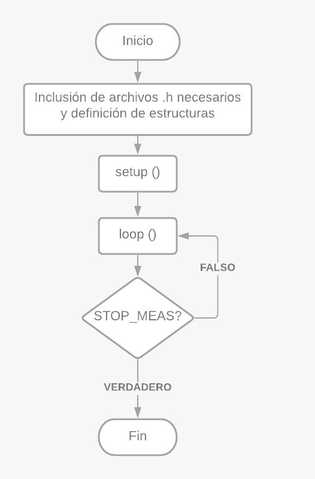 Inicio
Inclusión de archivos .h necesarios
y definición de estructuras
setup ()
loop ()
FALSO
STOP_MEAS?
VERDADERO
Fin